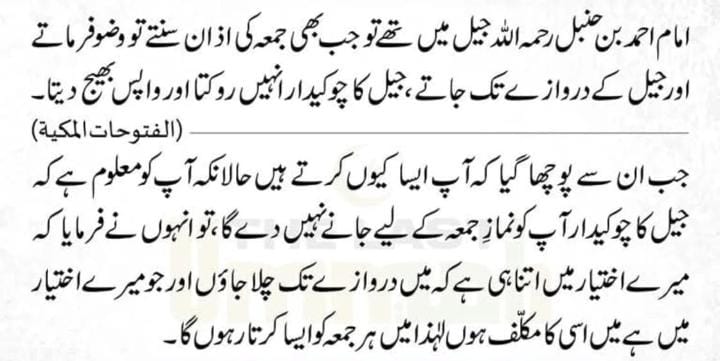 امام احمد بن حنبل رحمہ اللہ جیل میں تھے تو جب بھی جمعہ کی اذان سنتے تو وضو فرماتے
اور جیل کے دروازے تک جاتے، جیل کا چوکیدار انہیں روکتا اور واپس بھیج دیتا۔
(الفتوحات المکیة)
جب ان سے پوچھا گیا کہ آپ ایسا کیوں کرتے ہیں حالانکہ آپ کو معلوم ہے کہ
جیل کا چوکیدار آپ کو نمازِ جمعہ کے لیے جانے نہیں دے گا، تو انہوں نے فرمایا کہ
میرے اختیار میں اتنا ہی ہے کہ میں دروازے تک چلا جاؤں اور جو میرے اختیار
میں ہے میں اسی کا مکلّف ہوں لہٰذا میں ہر جمعہ کو ایسا کرتا رہوں گا۔
THE LAST
Ummah